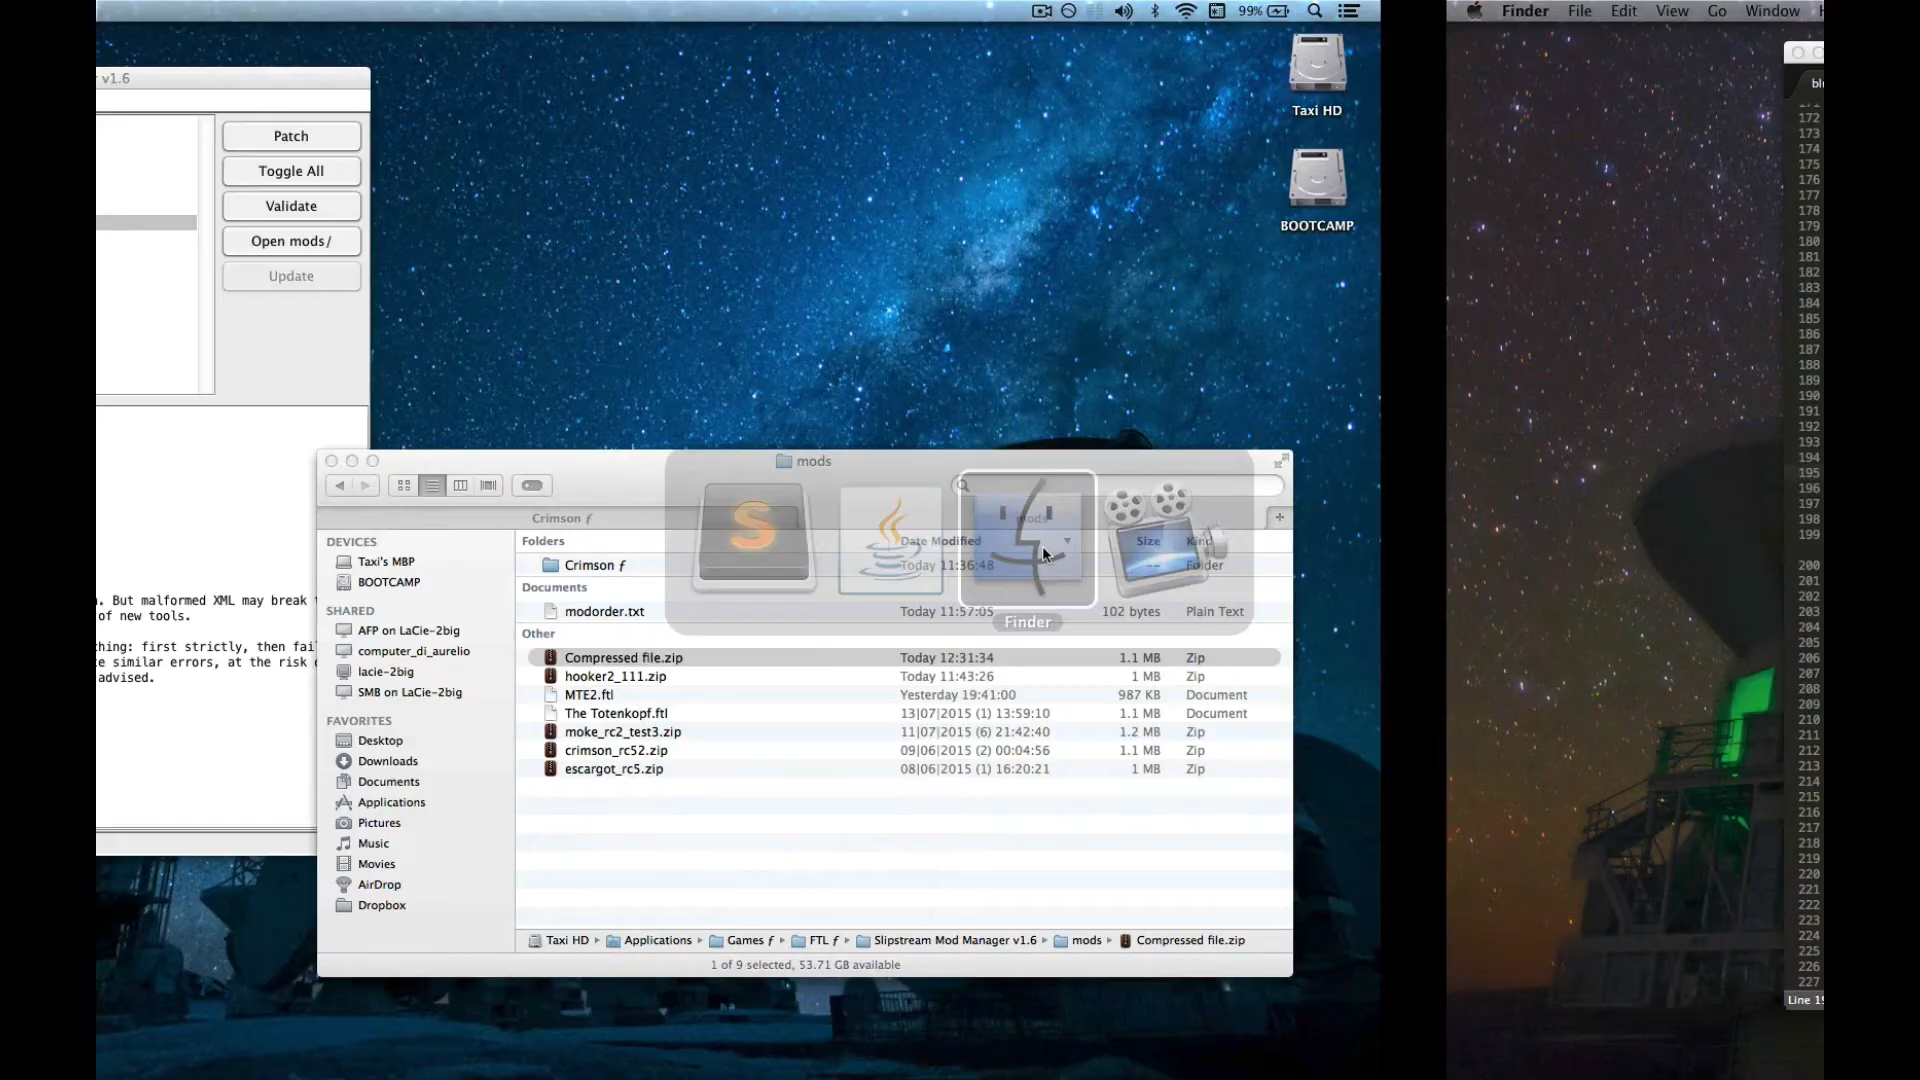 99%
Finder File Edit View Go Window
v1.6
Taxi HD
BOOTCAMP
Patch
Toggle All
Validate
Open mods/
Update
. But malformed XML may break
of new tools.
thing: first strictly, then fai
e similar errors, at the risk
advised.
mods
Crimson ƒ
mods
DEVICES
Taxi's MBP
BOOTCAMP
SHARED
AFP on LaCie-2big
computer_di_aurelio
lacie-2big
SMB on LaCie-2big
FAVORITES
Desktop
Downloads
Documents
Applications
Pictures
Music
Movies
AirDrop
Dropbox
Folders Date Modified Size Kind
Crimson ƒ Today 11:36:48 -- Folder
Documents
modorder.txt Today 11:57:05 102 bytes Plain Text
Finder
Other
Compressed file.zip Today 12:31:34 1.1 MB Zip
hooker2_111.zip Today 11:43:26 1 MB Zip
MTE2.ftl Yesterday 19:41:00 987 KB Document
The Totenkopf.ftl 13|07|2015 (1) 13:59:10 1.1 MB Document
moke_rc2_test3.zip 11|07|2015 (6) 21:42:40 1.2 MB Zip
crimson_rc52.zip 09|06|2015 (2) 00:04:56 1.1 MB Zip
escargot_rc5.zip 08|06|2015 (1) 16:20:21 1 MB Zip
Taxi HD Applications Games ƒ FTL ƒ Slipstream Mod Manager v1.6 mods Compressed file.zip
1 of 9 selected, 53.71 GB available
172
173
174
175
176
177
178
179
180
181
182
183
184
185
186
187
188
189
190
191
192
193
194
195
196
197
198
199
200
201
202
203
204
205
206
207
208
209
210
211
212
213
214
215
216
217
218
219
220
221
222
223
224
225
226
227
Line 19